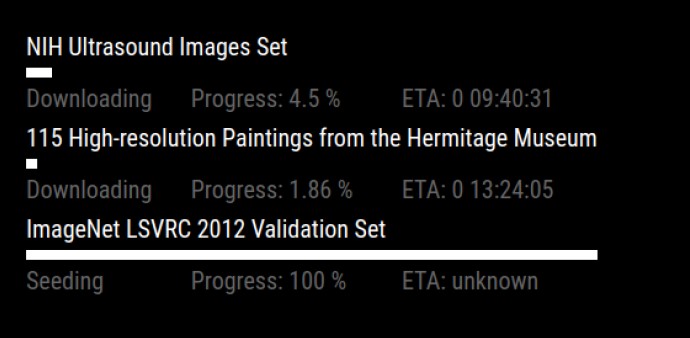 NIH Ultrasound Images Set
Downloading Progress: 4.5 % ETA: 0 09:40:31
115 High-resolution Paintings from the Hermitage Museum
Downloading Progress: 1.86 % ETA: 0 13:24:05
ImageNet LSVRC 2012 Validation Set
Seeding Progress: 100 % ETA: unknown